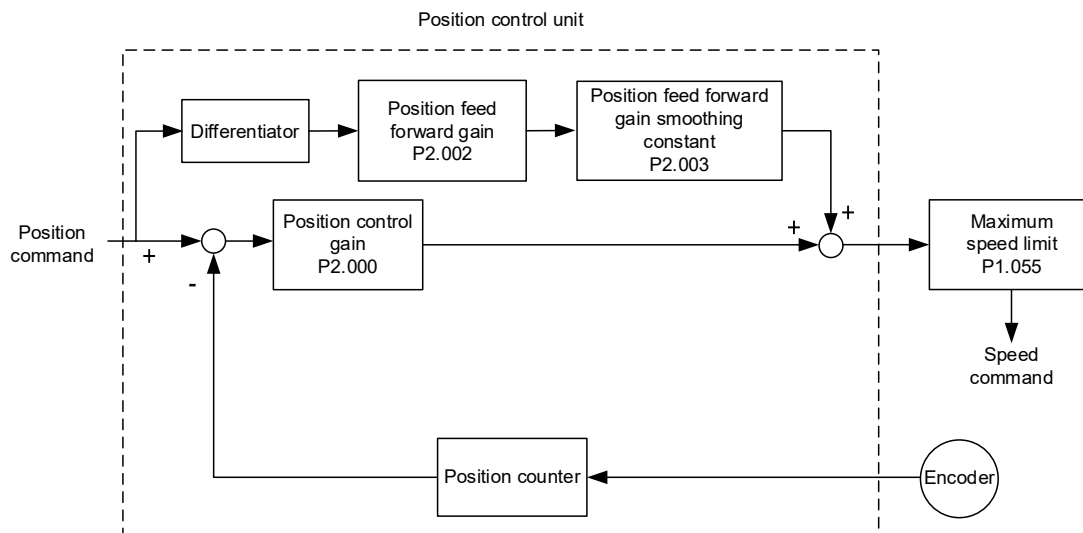 Position control unit
Differentiator
Position feed
forward gain
P2.002
Position feed forward
gain smoothing
constant
P2.003
+
Position
command
+
-
Position control
gain
P2.000
+
Maximum
speed limit
P1.055
Speed
command
Position counter
Encoder